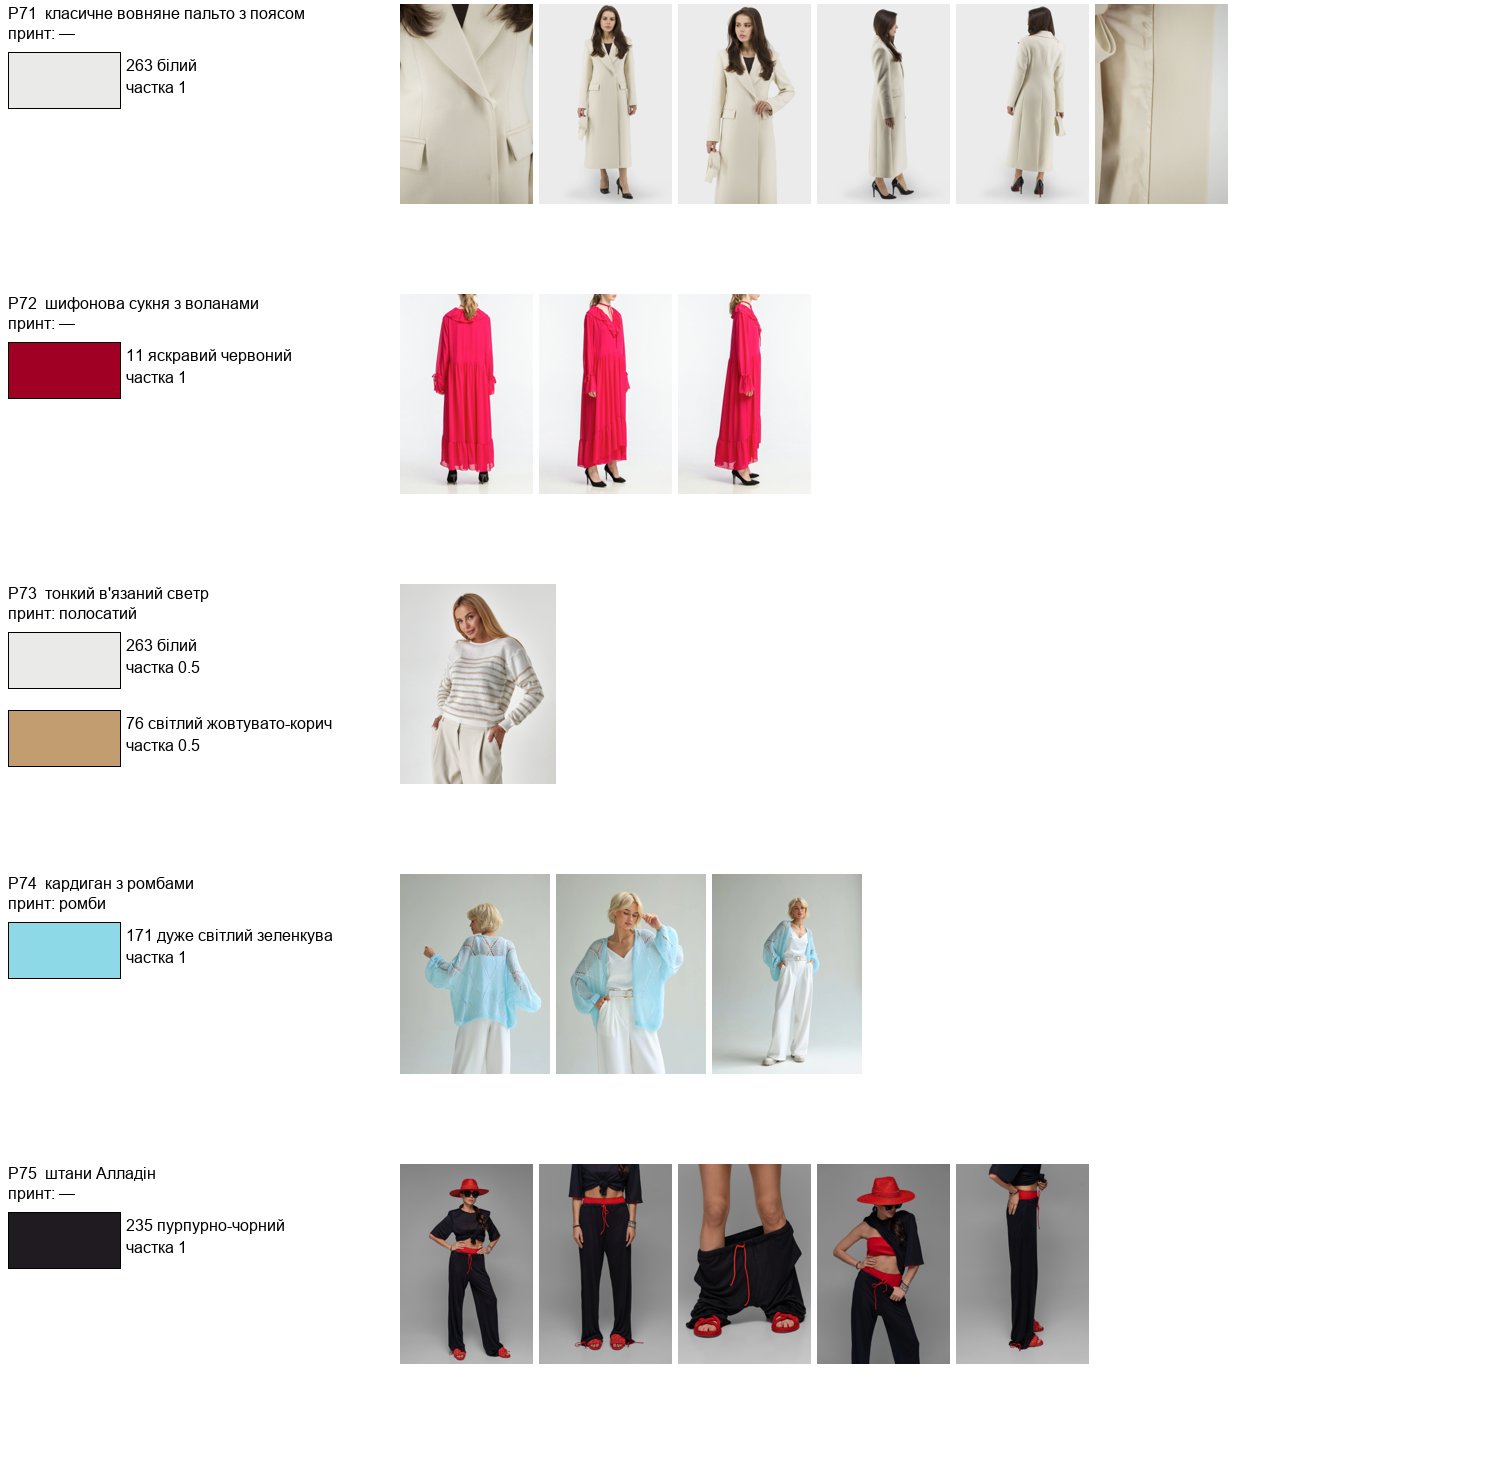 P71 класичне вовняне пальто з поясом
принт: —
263 білий
частка 1
P72 шифонова сукня з воланами
принт: —
11 яскравий червоний
частка 1
P73 тонкий в'язаний светр
принт: полосатий
263 білий
частка 0.5
76 світлий жовтувато-корич
частка 0.5
P74 кардиган з ромбами
принт: ромби
171 дуже світлий зеленкува
частка 1
P75 штани Алладін
принт: —
235 пурпурно-чорний
частка 1